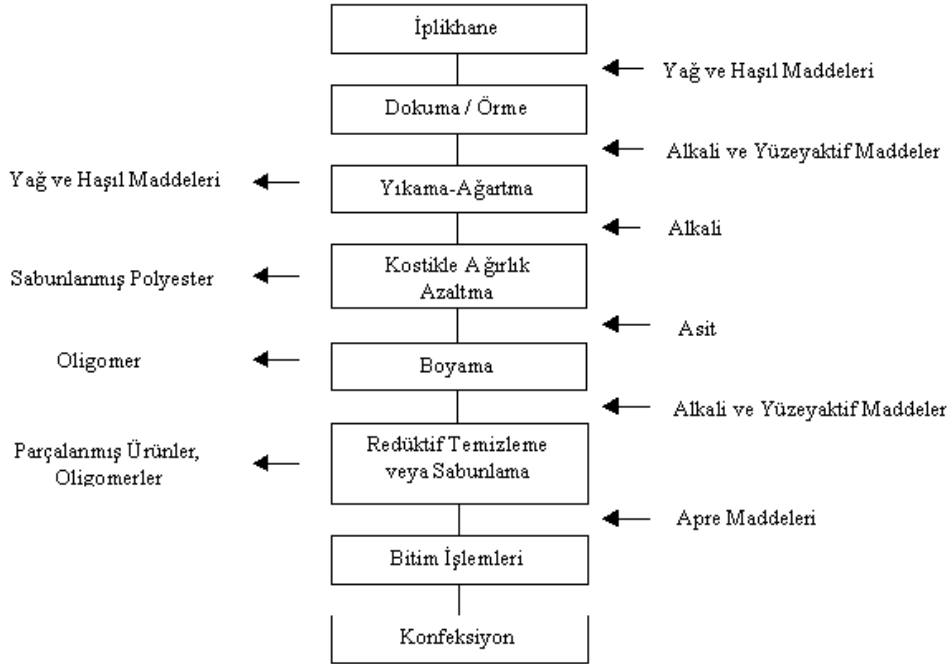 İplikhane
Yağ ve Haşıl Maddeleri
Dokuma / Örme
Alkali ve Yüzeyaktif Maddeler
Yağ ve Haşıl Maddeleri
Yıkama-Ağartma
Alkali
Sabunlanmış Polyester
Kostikle Ağırlık
Azaltma
Asit
Oligomer
Boyama
Alkali ve Yüzeyaktif Maddeler
Parçalanmış Ürünler,
Oligomerler
Redüktif Temizleme
veya Sabunlama
Apre Maddeleri
Bitim İşlemleri
Konfeksiyon